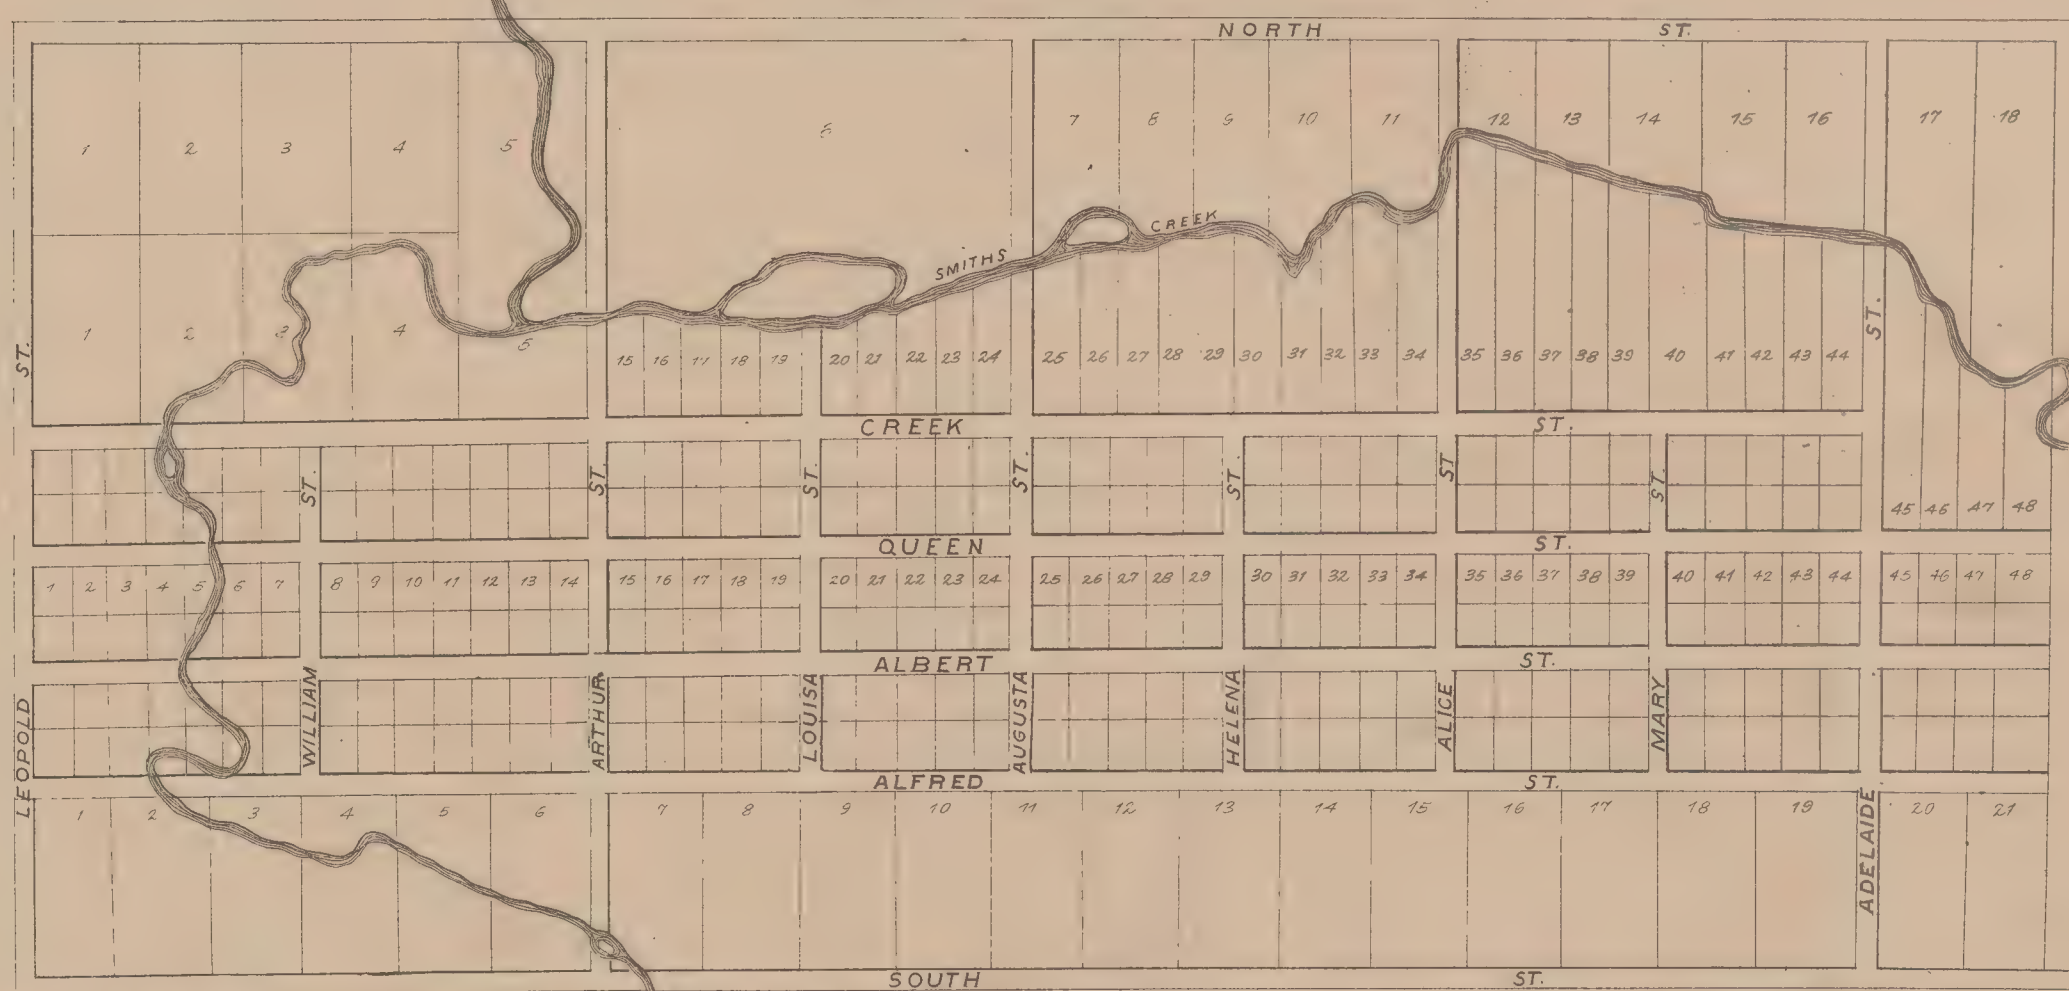 NORTH ST.
1 2 3 4 5 6 7 8 9 10 11 12 13 14 15 16 17 18
SMITHS CREEK
1 2 3 4 5
15 16 17 18 19 20 21 22 23 24 25 26 27 28 29 30 31 32 33 34 35 36 37 38 39 40 41 42 43 44
ST.
ST.
CREEK ST.
ST. ST. ST. ST. ST. ST ST.
45 46 47 48
QUEEN ST.
1 2 3 4 5 6 7 8 9 10 11 12 13 14 15 16 17 18 19 20 21 22 23 24 25 26 27 28 29 30 31 32 33 34 35 36 37 38 39 40 41 42 43 44 45 46 47 48
ALBERT ST.
LEOPOLD
WILLIAM
ARTHUR
LOUISA
AUGUSTA
HELENA
ALICE
MARY
ADELAIDE
ALFRED ST.
1 2 3 4 5 6 7 8 9 10 11 12 13 14 15 16 17 18 19 20 21
SOUTH ST.